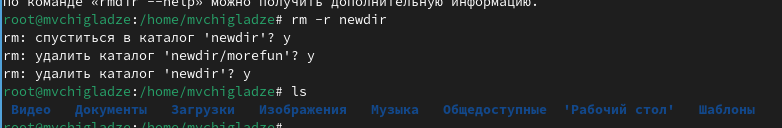 По команде «rmdir --help» можно получить дополнительную информацию.
root@mvchigladze:/home/mvchigladze# rm -r newdir
rm: спуститься в каталог 'newdir'? y
rm: удалить каталог 'newdir/morefun'? y
rm: удалить каталог 'newdir'? y
root@mvchigladze:/home/mvchigladze# ls
Видео Документы Загрузки Изображения Музыка Общедоступные 'Рабочий стол' Шаблоны
root@mvchigladze:/home/mvchigladze#